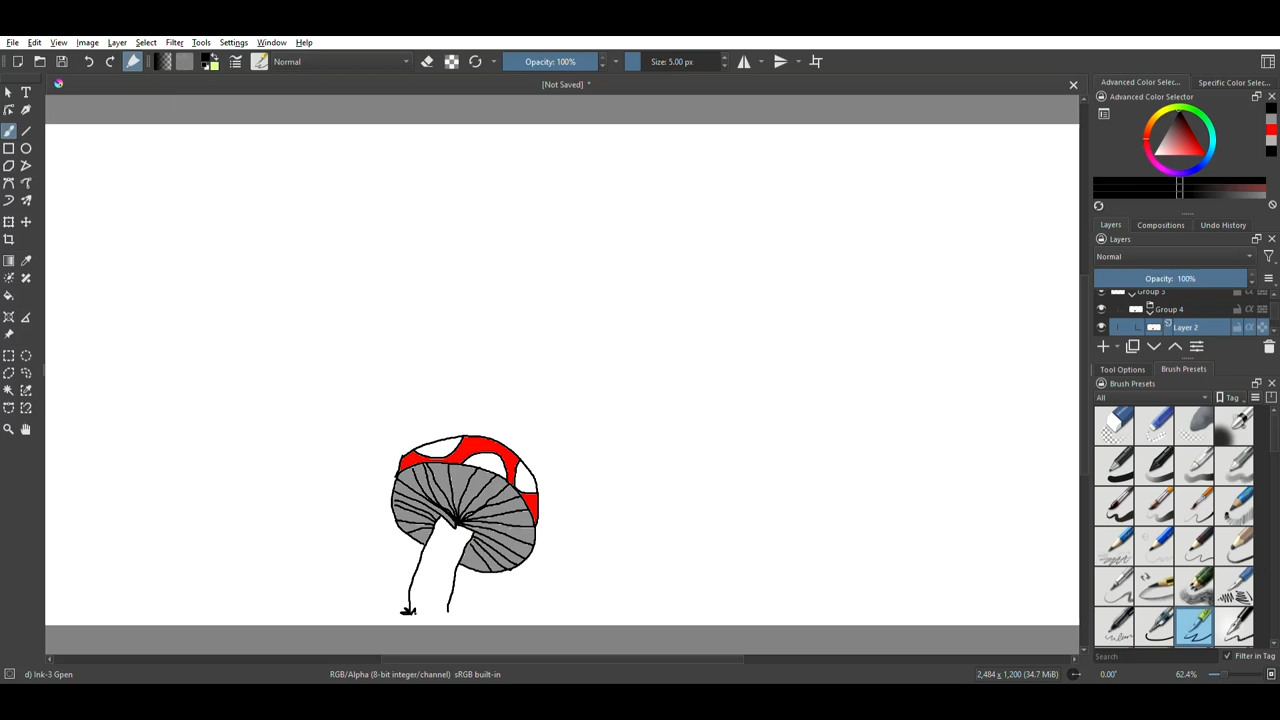 File Edit View Image Layer Select Filter Tools Settings Window Help
Normal Opacity: 100% Size: 5.00 px
[Not Saved] *
Advanced Color Selec... Specific Color Selec...
Advanced Color Selector
Layers Compositions Undo History
Layers
Normal
Opacity: 100%
Group 3
Group 4
Layer 2
Tool Options Brush Presets
Brush Presets
All Tag
Search Filter in Tag
d) Ink-3 Gpen RGB/Alpha (8-bit integer/channel) sRGB built-in 2,484 x 1,200 (34.7 MiB) 0.00° 62.4%